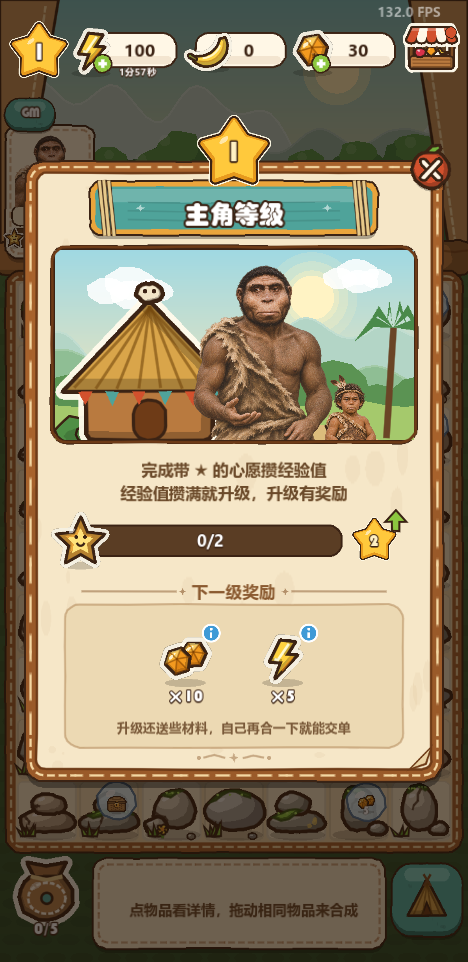 132.0 FPS
1
100
0
30
1分57秒
GM
1
主角等级
完成带 ★ 的心愿攒经验值
经验值攒满就升级，升级有奖励
0/2
2
下一级奖励
×10
×5
升级还送些材料，自己再合一下就能交单
点物品看详情，拖动相同物品来合成
0/5